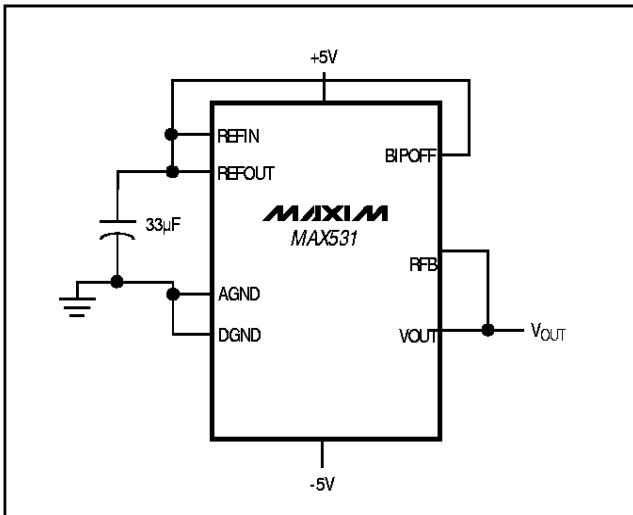 +5V
REFIN
BIPOFF
REFOUT
MAXIM
33µF
MAX531
RFB
AGND
DGND
VOUT
VOUT
-5V